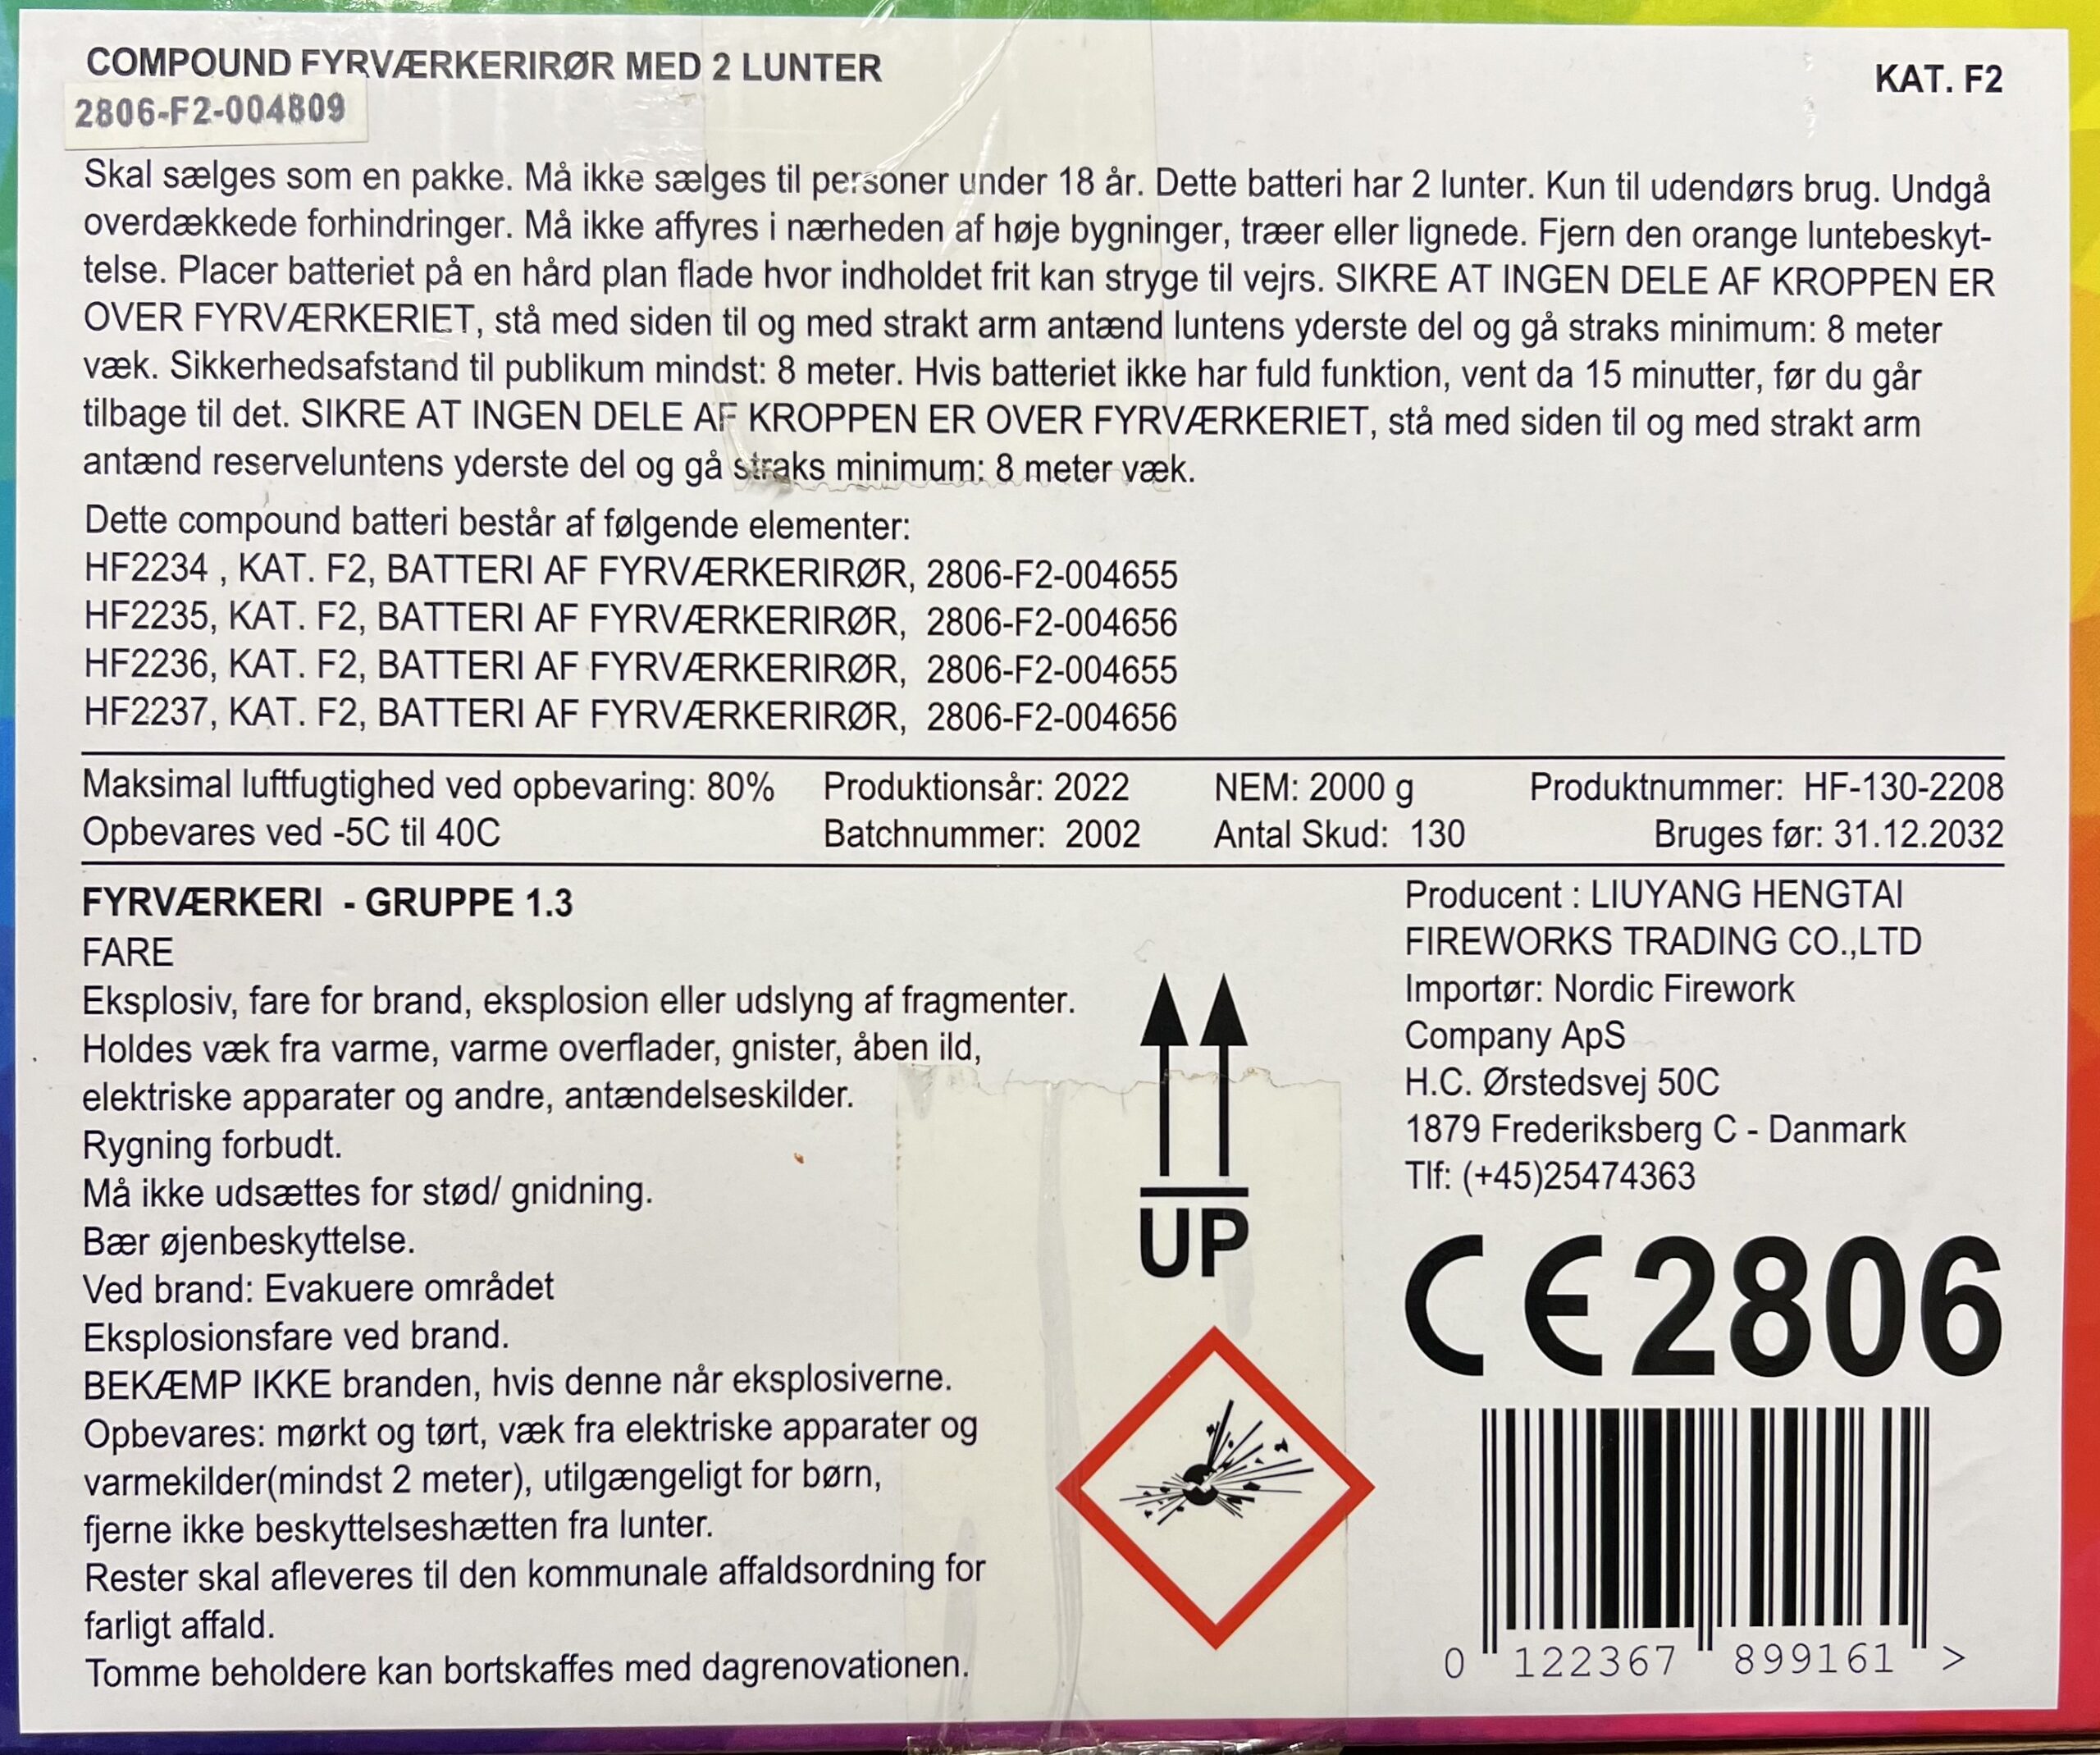 COMPOUND FYRVÆRKERIRØR MED 2 LUNTER
KAT. F2
2806-F2-004809
Skal sælges som en pakke. Må ikke sælges til personer under 18 år. Dette batteri har 2 lunter. Kun til udendørs brug. Undgå
overdækkede forhindringer. Må ikke affyres i nærheden af høje bygninger, træer eller lignede. Fjern den orange luntebeskyt-
telse. Placer batteriet på en hård plan flade hvor indholdet frit kan stryge til vejrs. SIKRE AT INGEN DELE AF KROPPEN ER
OVER FYRVÆRKERIET, stå med siden til og med strakt arm antænd luntens yderste del og gå straks minimum: 8 meter
væk. Sikkerhedsafstand til publikum mindst: 8 meter. Hvis batteriet ikke har fuld funktion, vent da 15 minutter, før du går
tilbage til det. SIKRE AT INGEN DELE AF KROPPEN ER OVER FYRVÆRKERIET, stå med siden til og med strakt arm
antænd reserveluntens yderste del og gå straks minimum: 8 meter væk.
Dette compound batteri består af følgende elementer:
HF2234 , KAT. F2, BATTERI AF FYRVÆRKERIRØR, 2806-F2-004655
HF2235, KAT. F2, BATTERI AF FYRVÆRKERIRØR, 2806-F2-004656
HF2236, KAT. F2, BATTERI AF FYRVÆRKERIRØR, 2806-F2-004655
HF2237, KAT. F2, BATTERI AF FYRVÆRKERIRØR, 2806-F2-004656
Maksimal luftfugtighed ved opbevaring: 80% Produktionsår: 2022 NEM: 2000 g Produktnummer: HF-130-2208
Opbevares ved -5C til 40C Batchnummer: 2002 Antal Skud: 130 Bruges før: 31.12.2032
FYRVÆRKERI - GRUPPE 1.3
FARE
Eksplosiv, fare for brand, eksplosion eller udslyng af fragmenter.
Holdes væk fra varme, varme overflader, gnister, åben ild,
elektriske apparater og andre, antændelseskilder.
Rygning forbudt.
Må ikke udsættes for stød/ gnidning.
Bær øjenbeskyttelse.
Ved brand: Evakuere området
Eksplosionsfare ved brand.
BEKÆMP IKKE branden, hvis denne når eksplosiverne.
Opbevares: mørkt og tørt, væk fra elektriske apparater og
varmekilder(mindst 2 meter), utilgængeligt for børn,
fjerne ikke beskyttelseshætten fra lunter.
Rester skal afleveres til den kommunale affaldsordning for
farligt affald.
Tomme beholdere kan bortskaffes med dagrenovationen.
UP
Producent : LIUYANG HENGTAI
FIREWORKS TRADING CO.,LTD
Importør: Nordic Firework
Company ApS
H.C. Ørstedsvej 50C
1879 Frederiksberg C - Danmark
Tlf: (+45)25474363
CE 2806
0 122367 899161 >